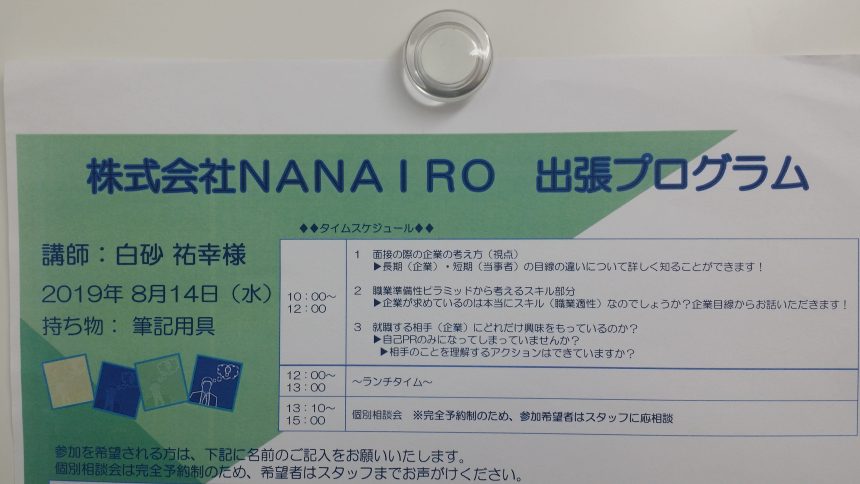 株式会社NANAIRO 出張プログラム
◆◆タイムスケジュール◆◆
講師：白砂 祐幸様
2019年 8月14日（水）
持ち物： 筆記用具
10：00～
12：00
1 面接の際の企業の考え方（視点）
▶長期（企業）・短期（当事者）の目線の違いについて詳しく知ることができます！
2 職業準備性ピラミッドから考えるスキル部分
▶企業が求めているのは本当にスキル（職業適性）なのでしょうか？企業目線からお話いただきます！
3 就職する相手（企業）にどれだけ興味をもっているのか？
▶自己PRのみになってしまっていませんか？
▶相手のことを理解するアクションはできていますか？
12：00～
13：00
～ランチタイム～
13：10～
15：00
個別相談会 ※完全予約制のため、参加希望者はスタッフに応相談
参加を希望される方は、下記に名前のご記入をお願いいたします。
個別相談会は完全予約制のため、希望者はスタッフまでお声がけください。